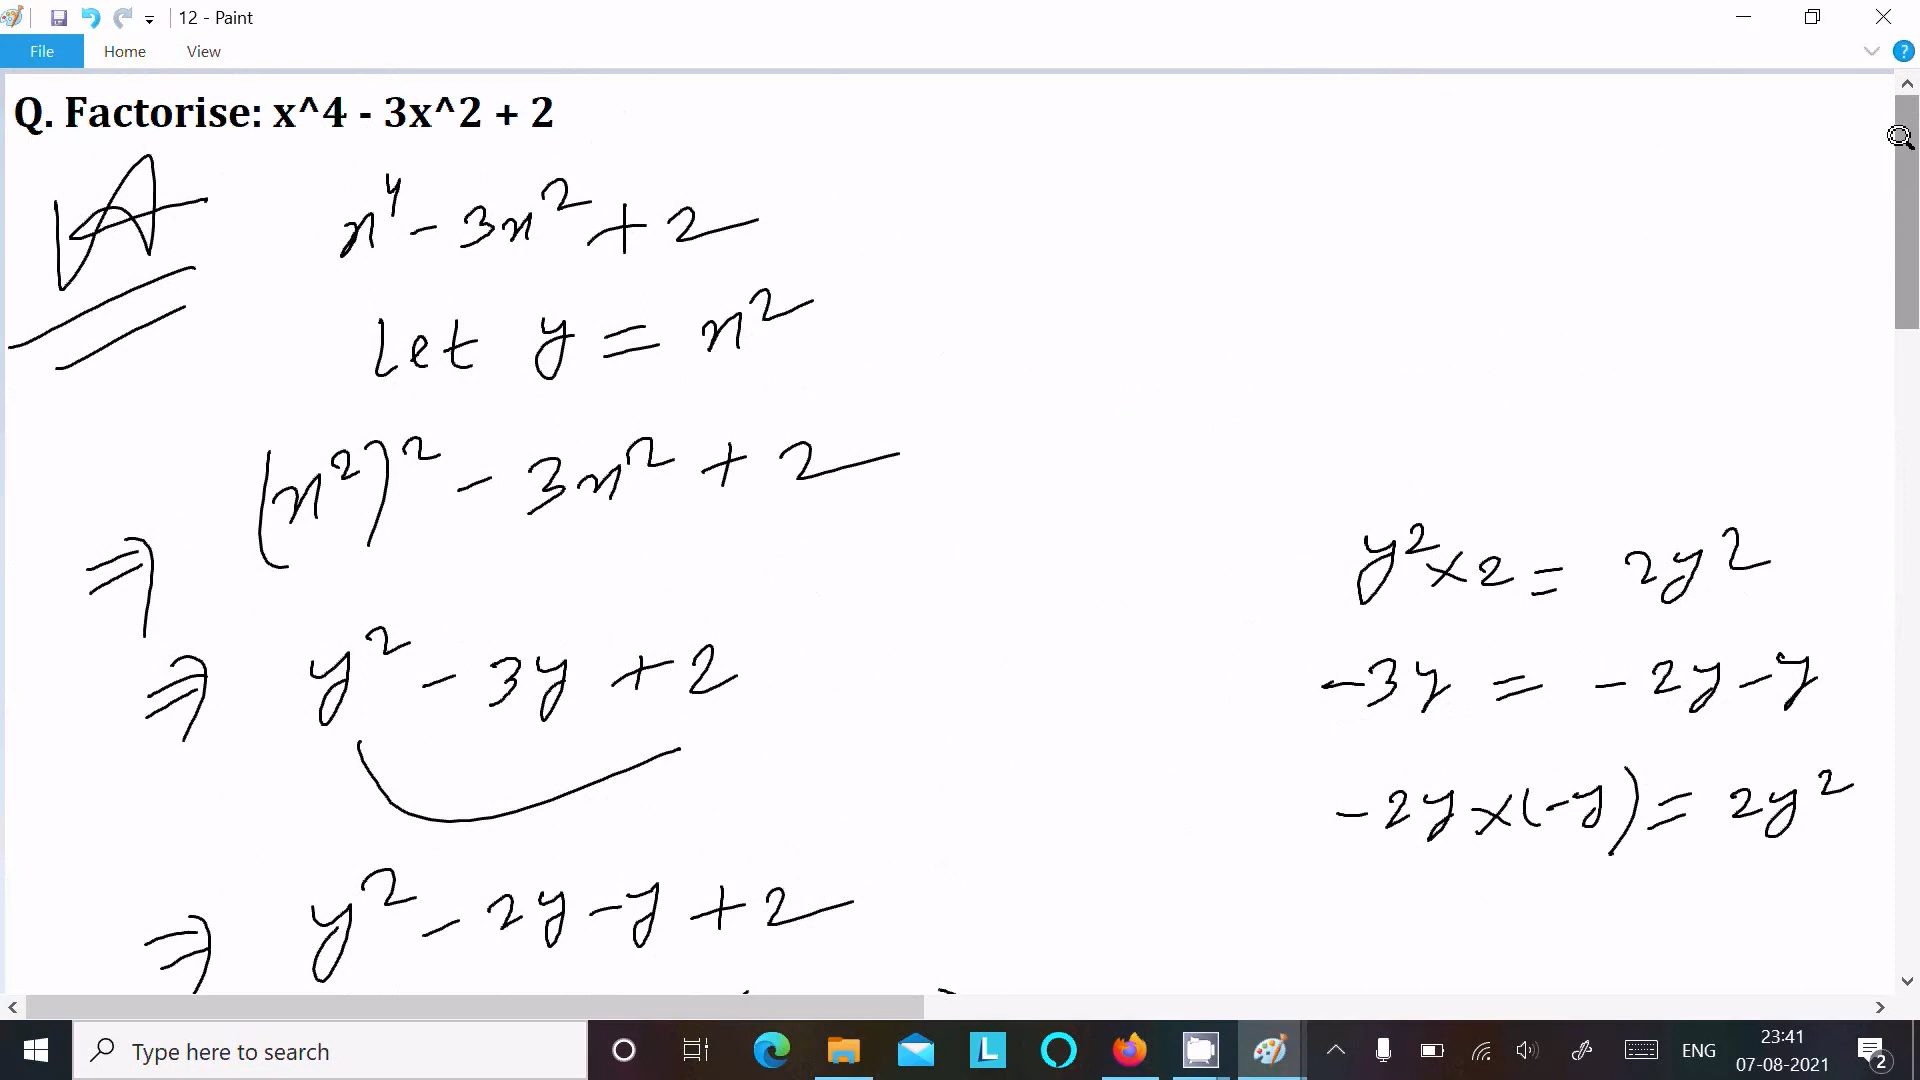 12 - Paint
File Home View
Q. Factorise: x^4 - 3x^2 + 2
A
x⁴ - 3x² + 2
Let y = x²
(x²)² - 3x² + 2
⇒
y² × 2 = 2y²
⇒ y² - 3y + 2
-3y = - 2y - y
-2y × (-y) = 2y²
⇒ y² - 2y - y + 2
Type here to search
L
ENG
23:41
07-08-2021
2